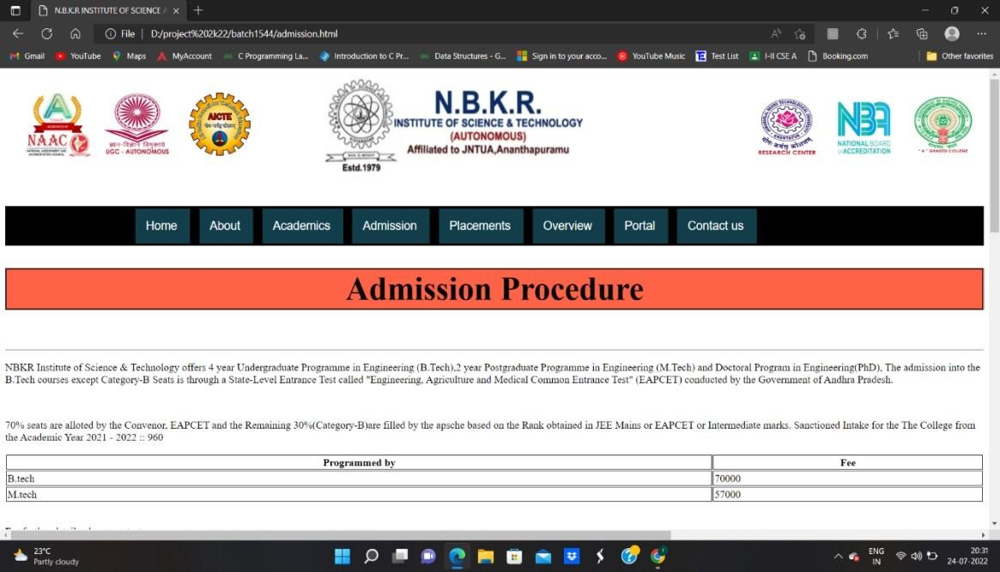 N.B.K.R INSTITUTE OF SCIENCE A
File | D:/project%202k22/batch1544/admission.html
Gmail YouTube Maps MyAccount C Programming La... Introduction to C Pr... Data Structures - G... Sign in to your acco... YouTube Music Test List I-II CSE A Booking.com Other favorites
NAAC
ज्ञान-विज्ञान विमुक्तये
UGC - AUTONOMOUS
AICTE
Estd.1979
N.B.K.R.
INSTITUTE OF SCIENCE & TECHNOLOGY
(AUTONOMOUS)
Affiliated to JNTUA,Ananthapuramu
RESEARCH CENTER
NBA
NATIONAL BOARD
of ACCREDITATION
"A" GRADED COLLEGE
Home About Academics Admission Placements Overview Portal Contact us
Admission Procedure
NBKR Institute of Science & Technology offers 4 year Undergraduate Programme in Engineering (B.Tech),2 year Postgraduate Programme in Engineering (M.Tech) and Doctoral Program in Engineering(PhD), The admission into the
B.Tech courses except Category-B Seats is through a State-Level Entrance Test called "Engineering, Agriculture and Medical Common Entrance Test" (EAPCET) conducted by the Government of Andhra Pradesh.
70% seats are alloted by the Convenor, EAPCET and the Remaining 30%(Category-B)are filled by the apsche based on the Rank obtained in JEE Mains or EAPCET or Intermediate marks. Sanctioned Intake for the The College from
the Academic Year 2021 - 2022 :: 960
Programmed by Fee
B.tech 70000
M.tech 57000
23°C
Partly cloudy
ENG
IN
20:31
24-07-2022